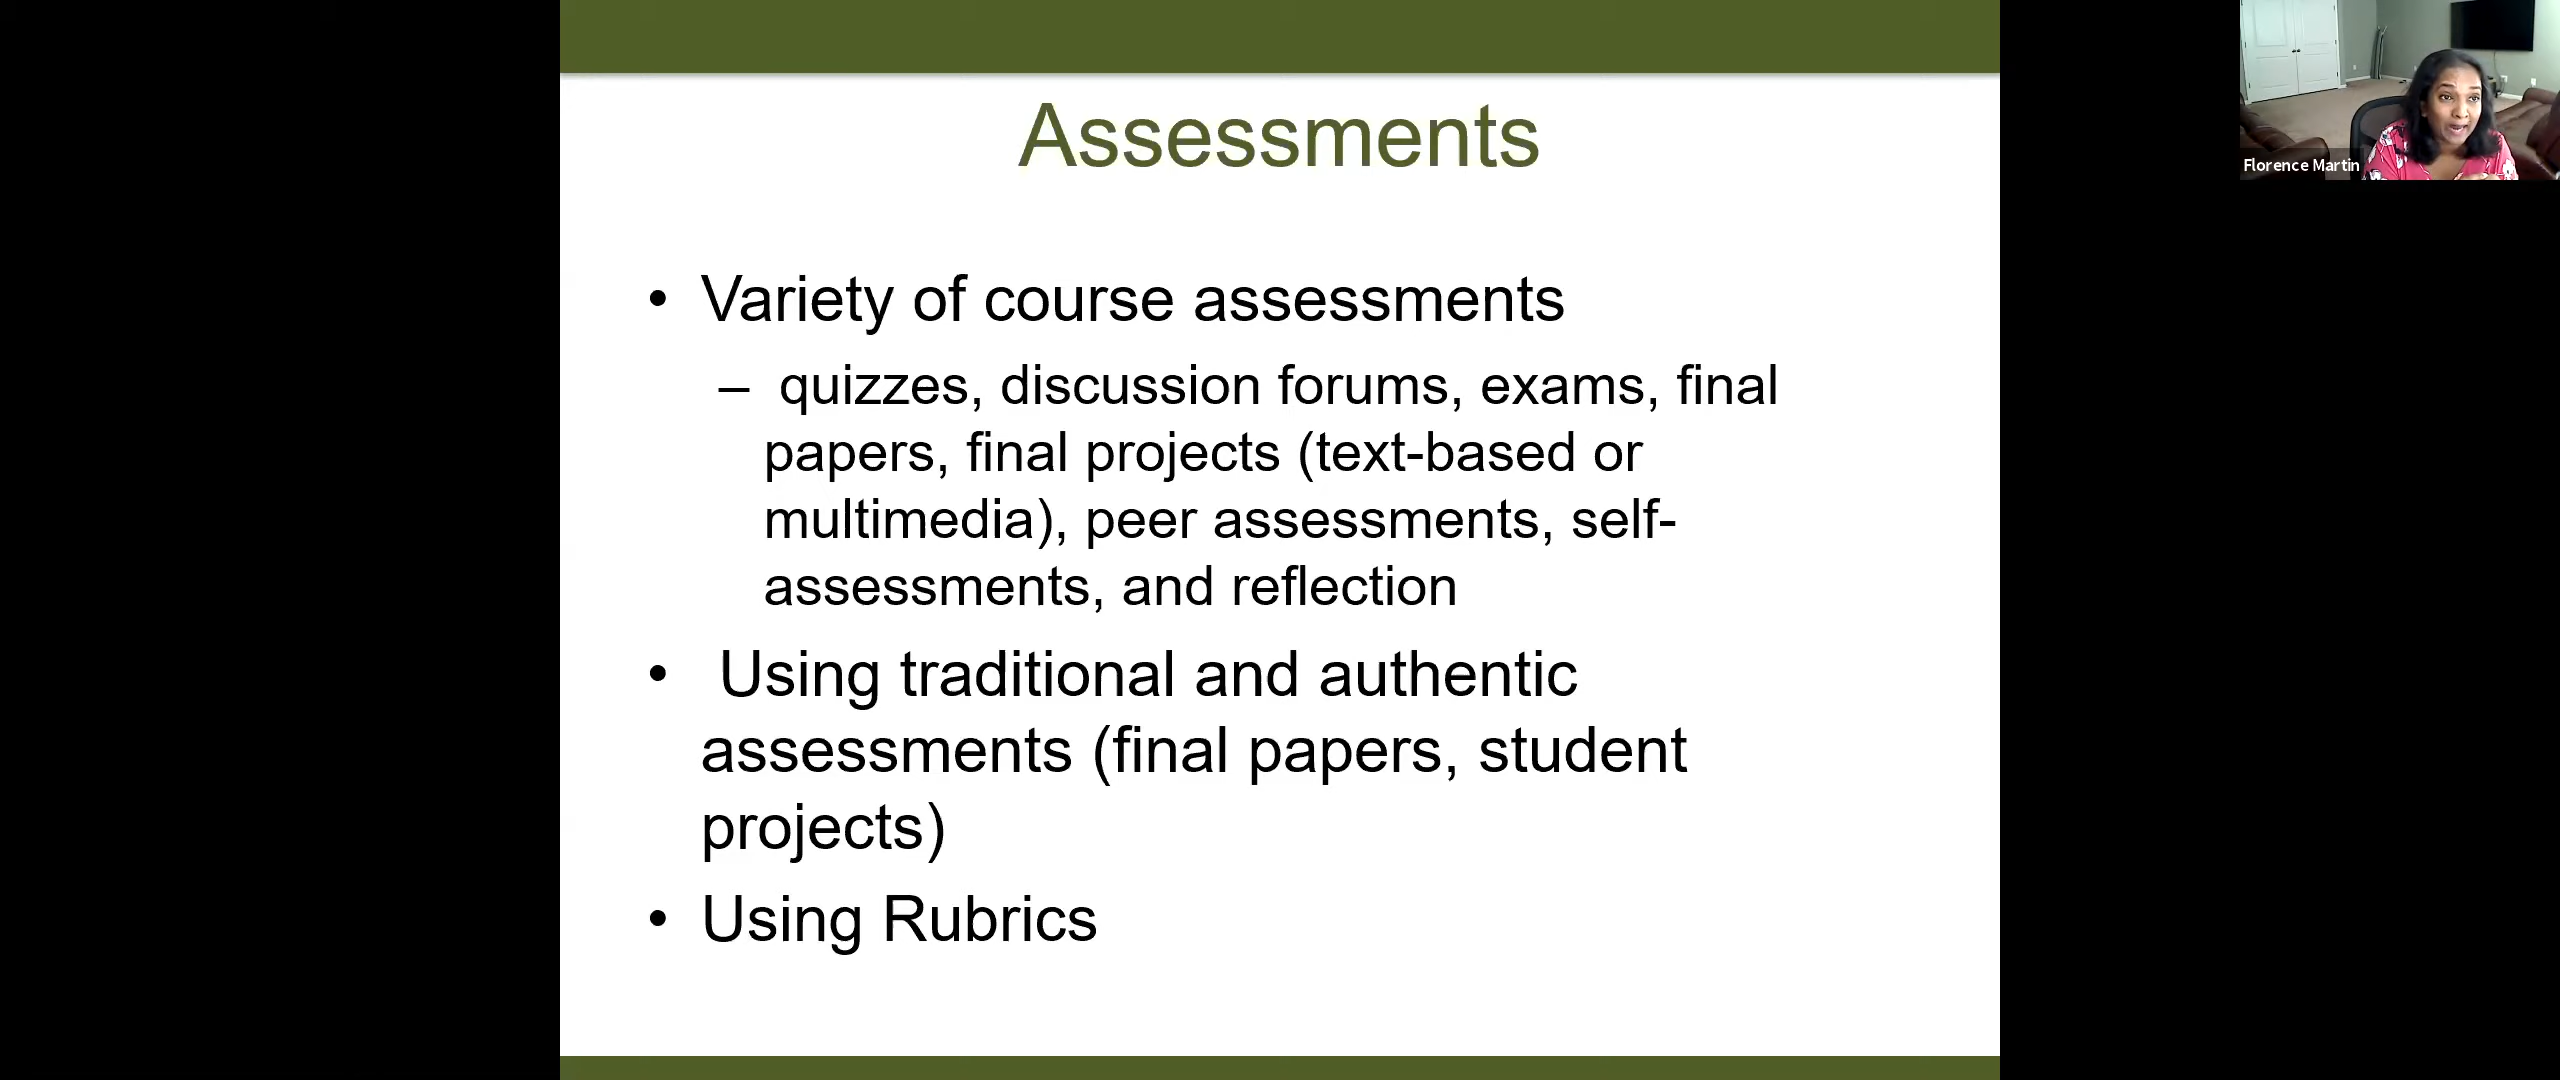 Assessments
• Variety of course assessments
– quizzes, discussion forums, exams, final
papers, final projects (text-based or
multimedia), peer assessments, self-
assessments, and reflection
• Using traditional and authentic
assessments (final papers, student
projects)
• Using Rubrics
Florence Martin